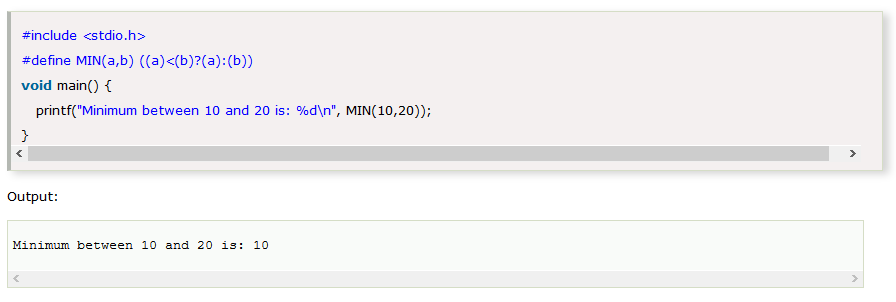 #include <stdio.h>
#define MIN(a,b) ((a)<(b)?(a):(b))
void main() {
   printf("Minimum between 10 and 20 is: %d\n", MIN(10,20));
}
Output:
Minimum between 10 and 20 is: 10